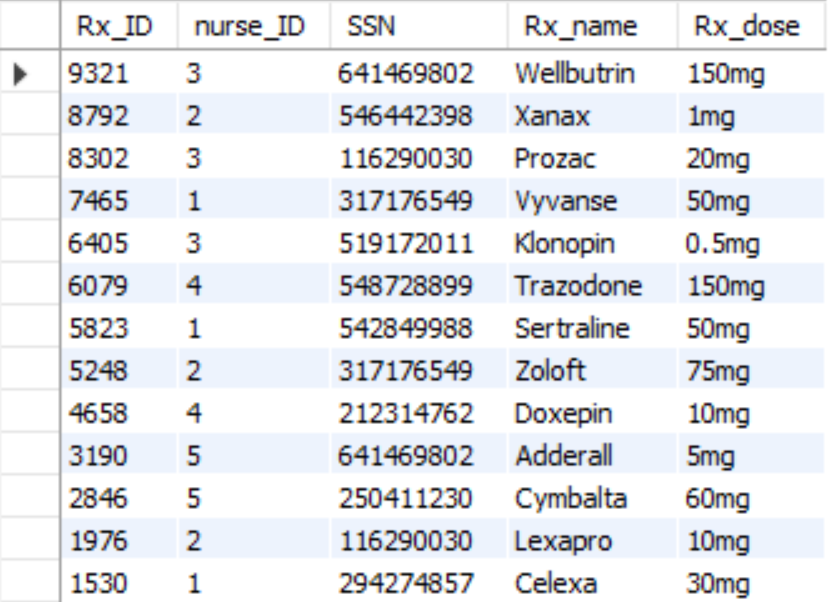 Rx_ID nurse_ID SSN Rx_name Rx_dose
9321 3 641469802 Wellbutrin 150mg
8792 2 546442398 Xanax 1mg
8302 3 116290030 Prozac 20mg
7465 1 317176549 Vyvanse 50mg
6405 3 519172011 Klonopin 0.5mg
6079 4 548728899 Trazodone 150mg
5823 1 542849988 Sertraline 50mg
5248 2 317176549 Zoloft 75mg
4658 4 212314762 Doxepin 10mg
3190 5 641469802 Adderall 5mg
2846 5 250411230 Cymbalta 60mg
1976 2 116290030 Lexapro 10mg
1530 1 294274857 Celexa 30mg